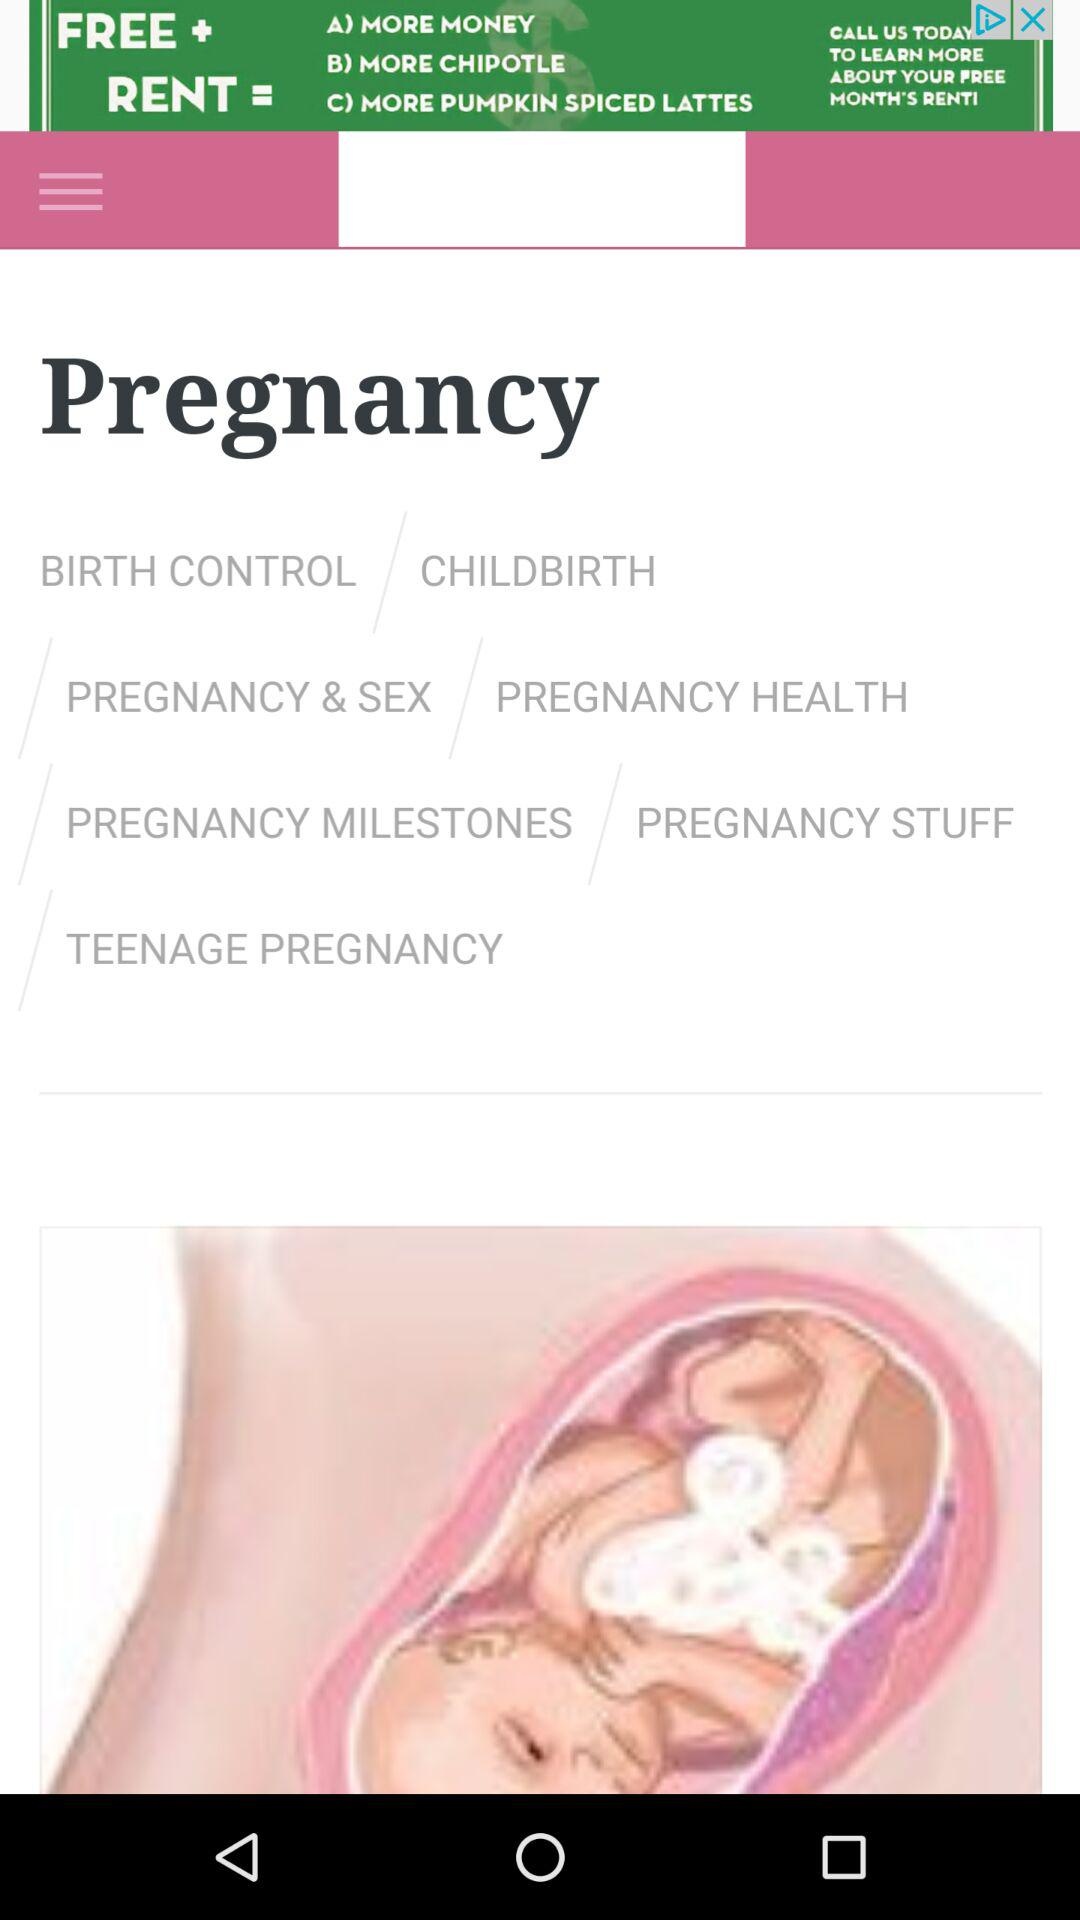 FREE +
RENT =
A) MORE MONEY
B) MORE CHIPOTLE
C) MORE PUMPKIN SPICED LATTES
CALL US TODAY
TO LEARN MORE
ABOUT YOUR FREE
MONTH'S RENT!
Pregnancy
BIRTH CONTROL CHILDBIRTH
PREGNANCY & SEX PREGNANCY HEALTH
PREGNANCY MILESTONES PREGNANCY STUFF
TEENAGE PREGNANCY